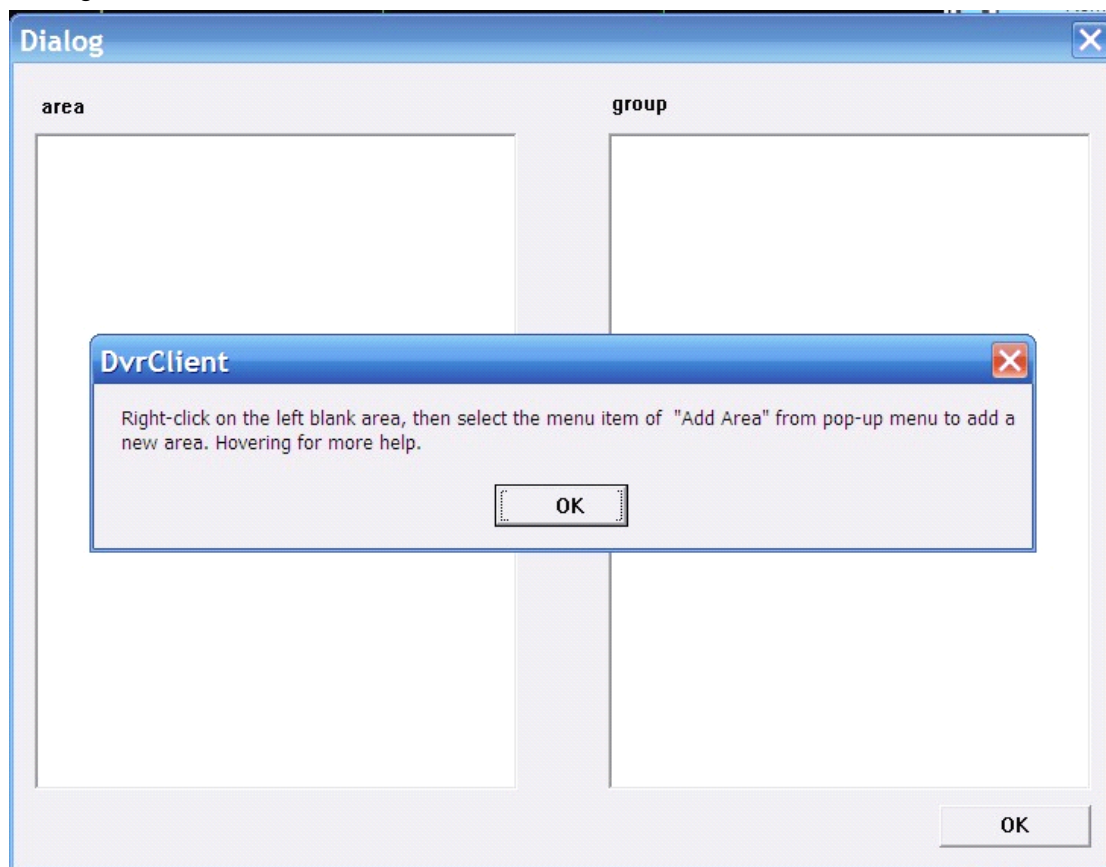 Dialog
area
group
DvrClient
Right-click on the left blank area, then select the menu item of  "Add Area" from pop-up menu to add a
new area. Hovering for more help.
OK
OK